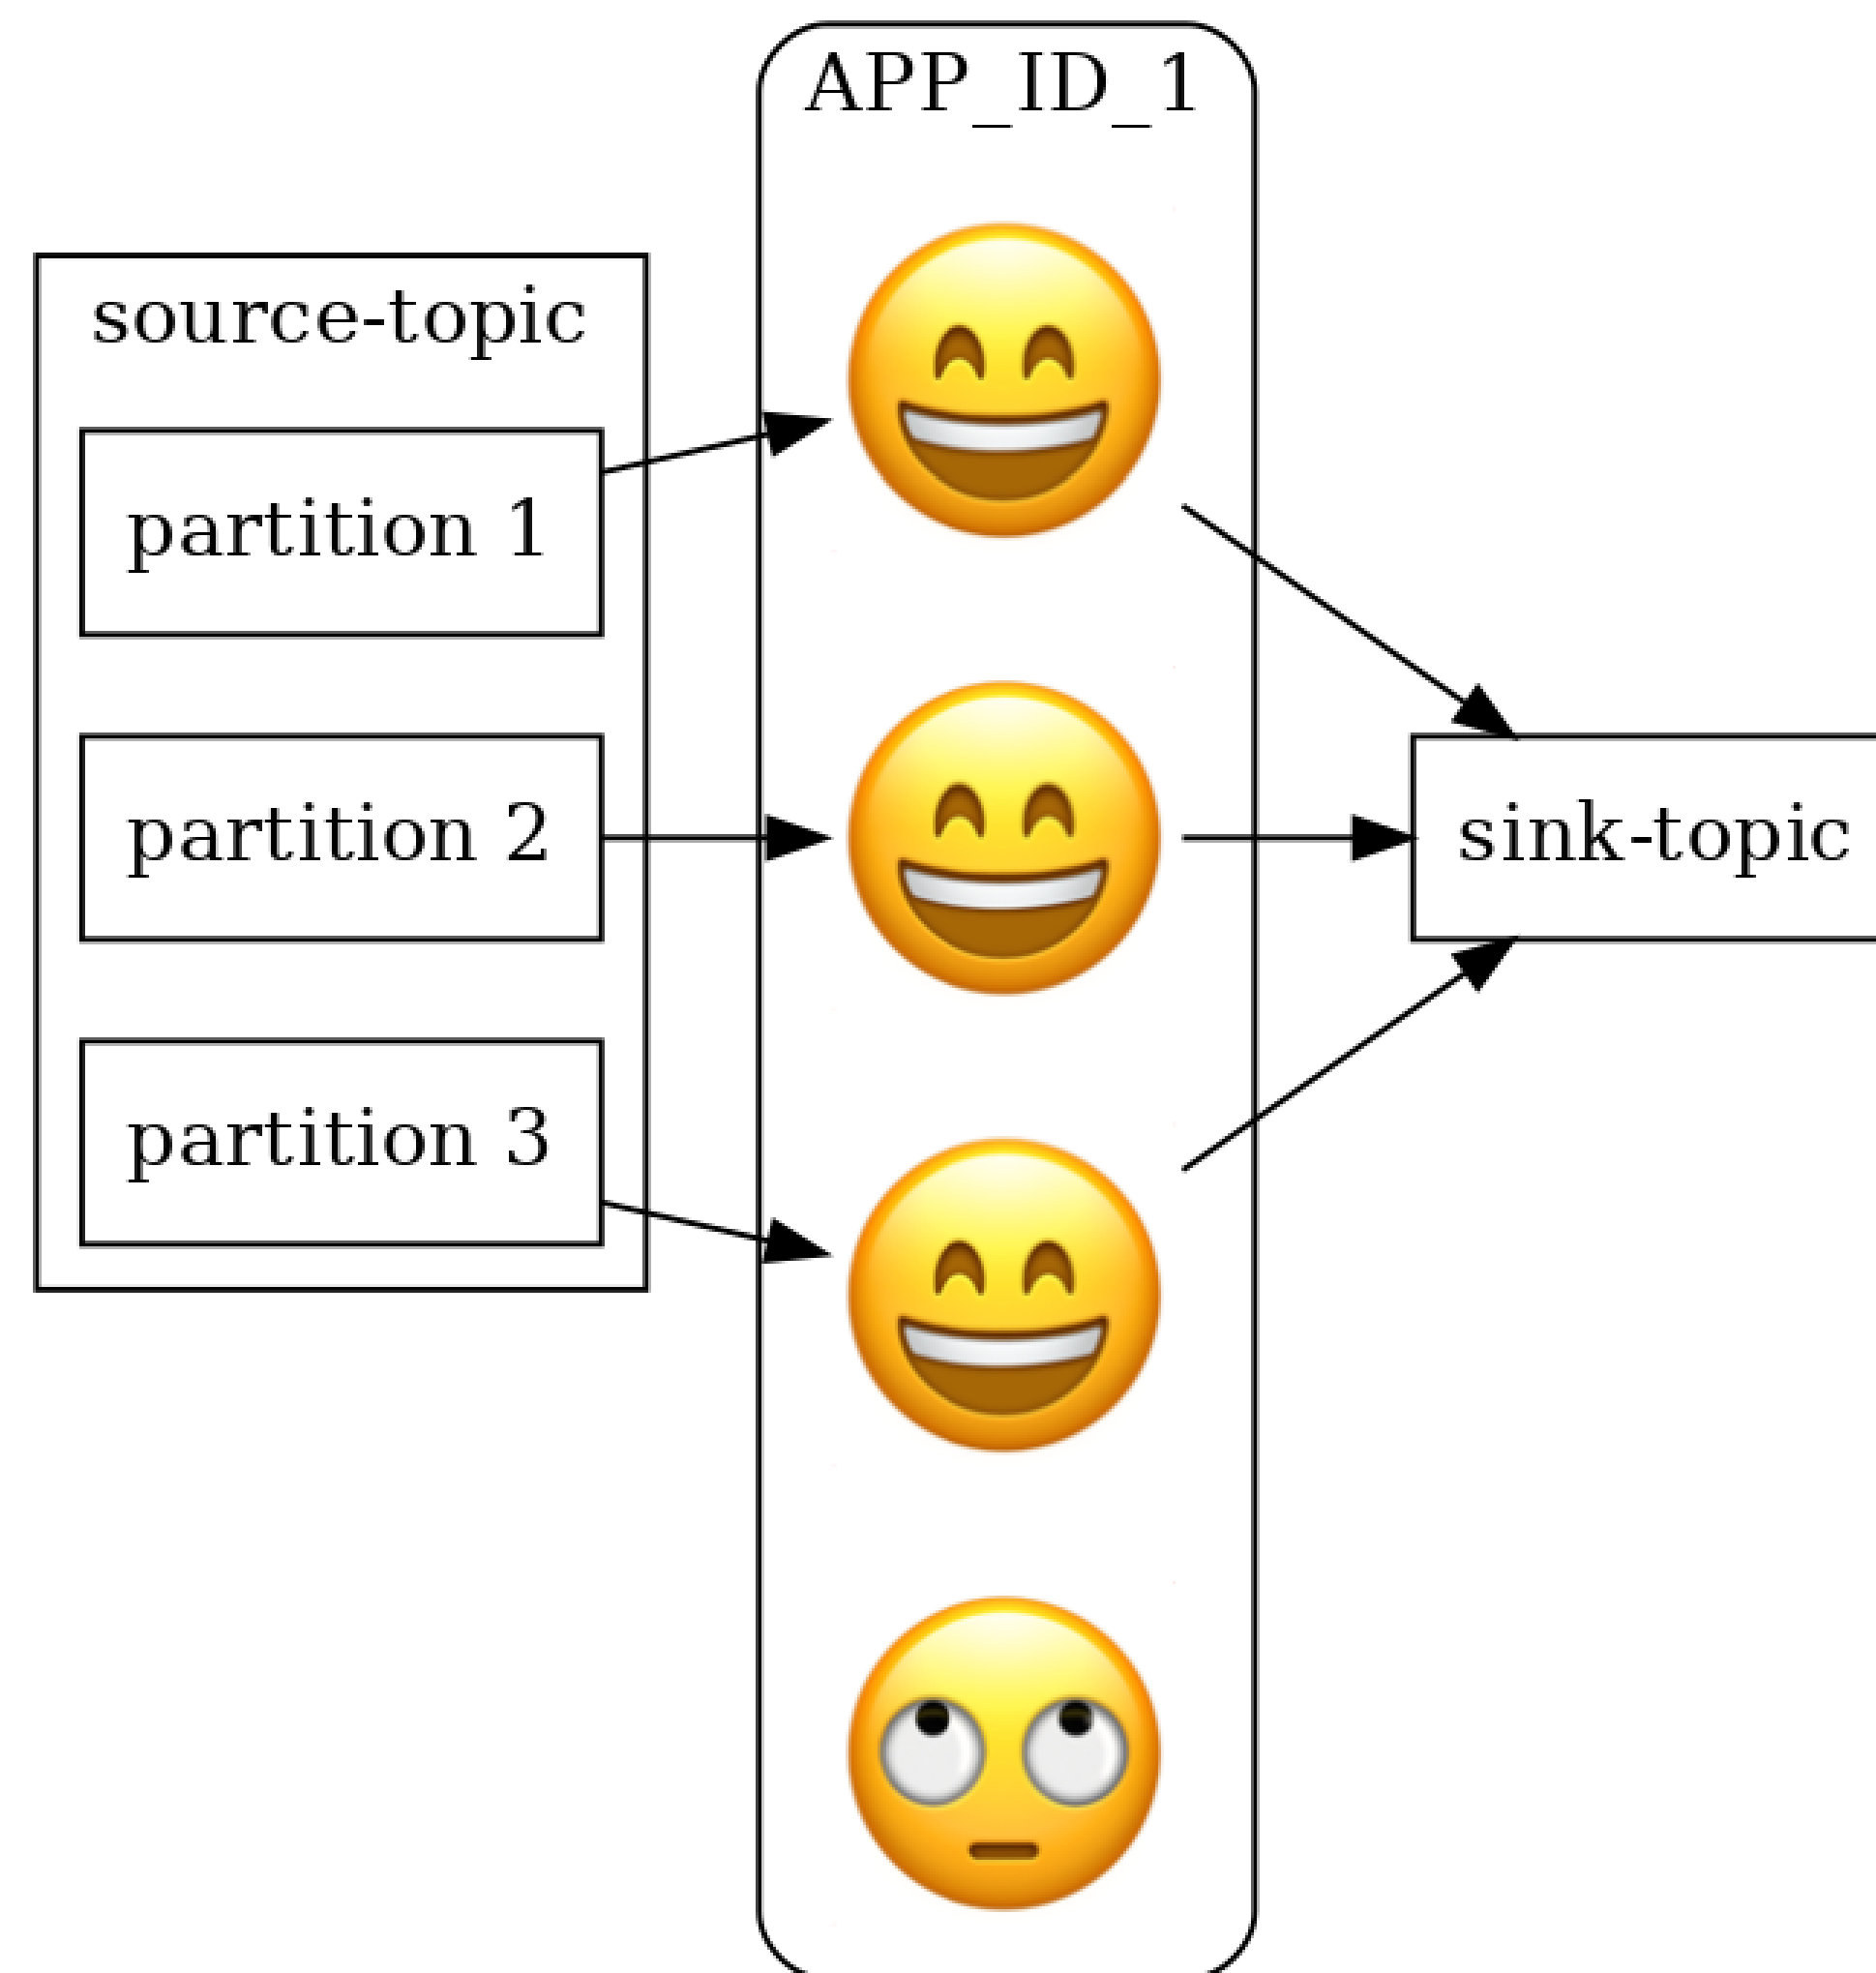 APP_ID_1
source-topic
partition 1
partition 2
partition 3
sink-topic